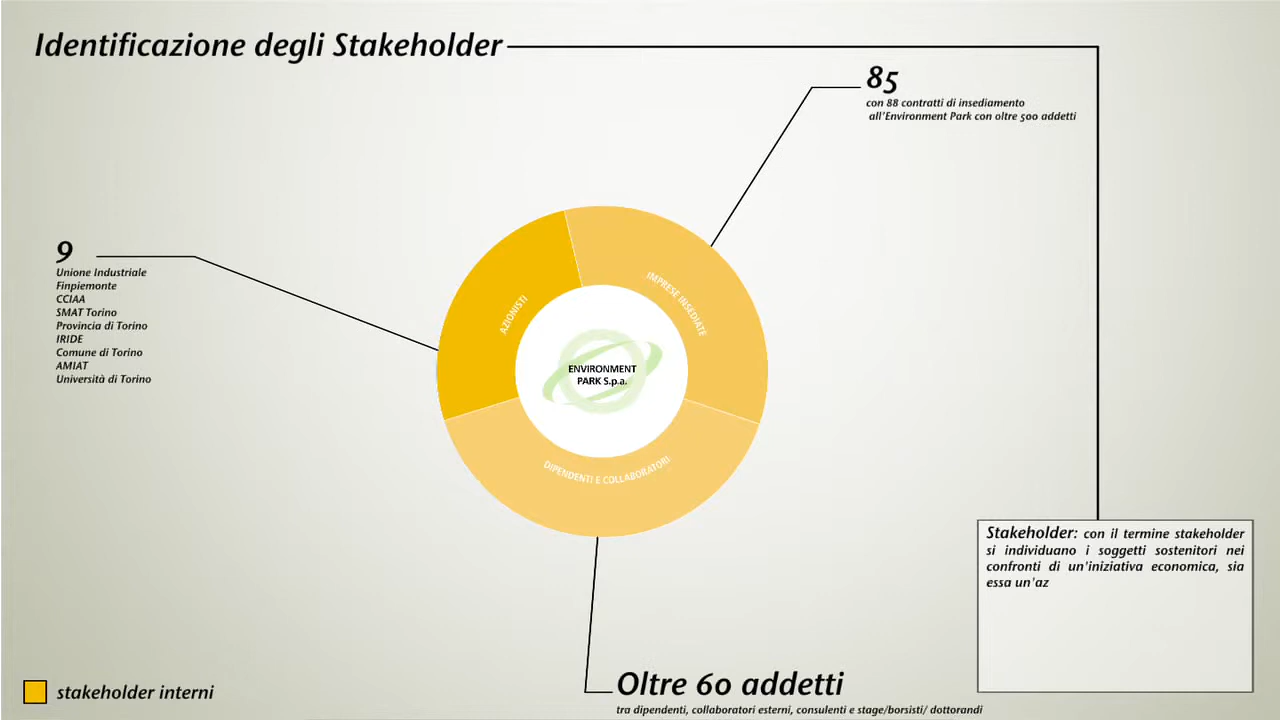 Identificazione degli Stakeholder
85
con 88 contratti di insediamento
all'Environment Park con oltre 500 addetti
9
Unione Industriale
Finpiemonte
CCIAA
SMAT Torino
Provincia di Torino
IRIDE
Comune di Torino
AMIAT
Università di Torino
AZIONISTI
IMPRESE INSEDIATE
ENVIRONMENT
PARK S.p.a.
DIPENDENTI E COLLABORATORI
Stakeholder: con il termine stakeholder
si individuano i soggetti sostenitori nei
confronti di un'iniziativa economica, sia
essa un'az
Oltre 60 addetti
tra dipendenti, collaboratori esterni, consulenti e stage/borsisti/ dottorandi
stakeholder interni